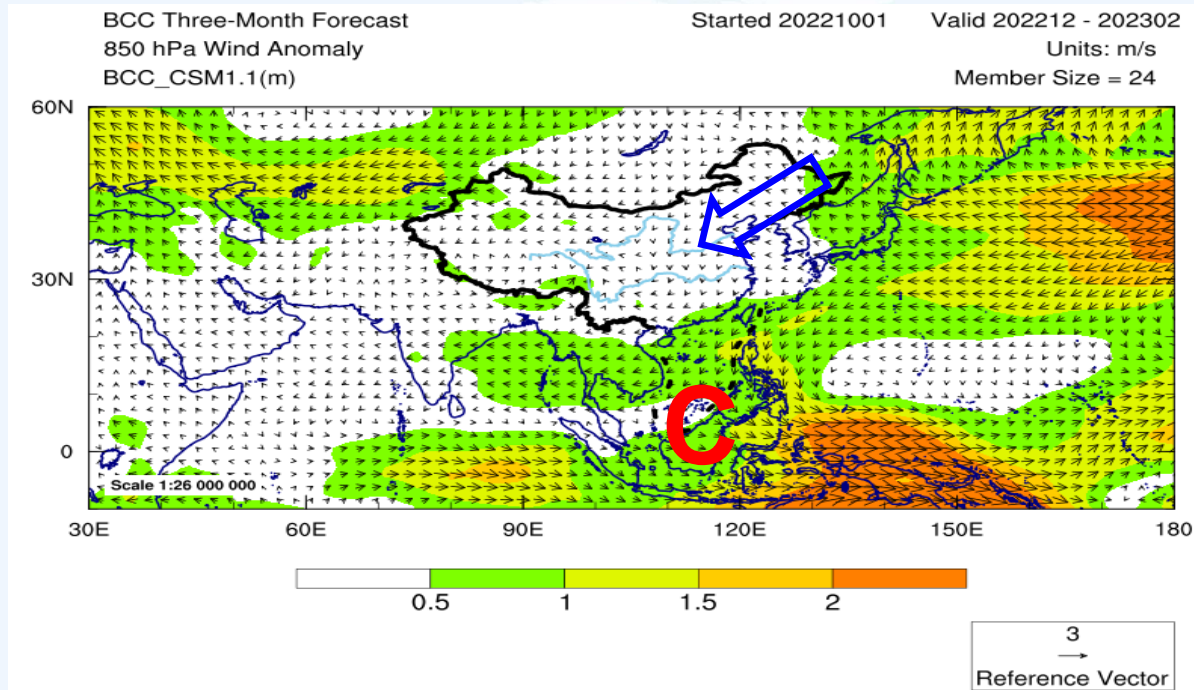 BCC Three-Month Forecast Started 20221001 Valid 202212 - 202302
850 hPa Wind Anomaly Units: m/s
BCC_CSM1.1(m) Member Size = 24
60N
30N
C
0
Scale 1:26 000 000
30E 60E 90E 120E 150E 180
0.5 1 1.5 2
3
Reference Vector